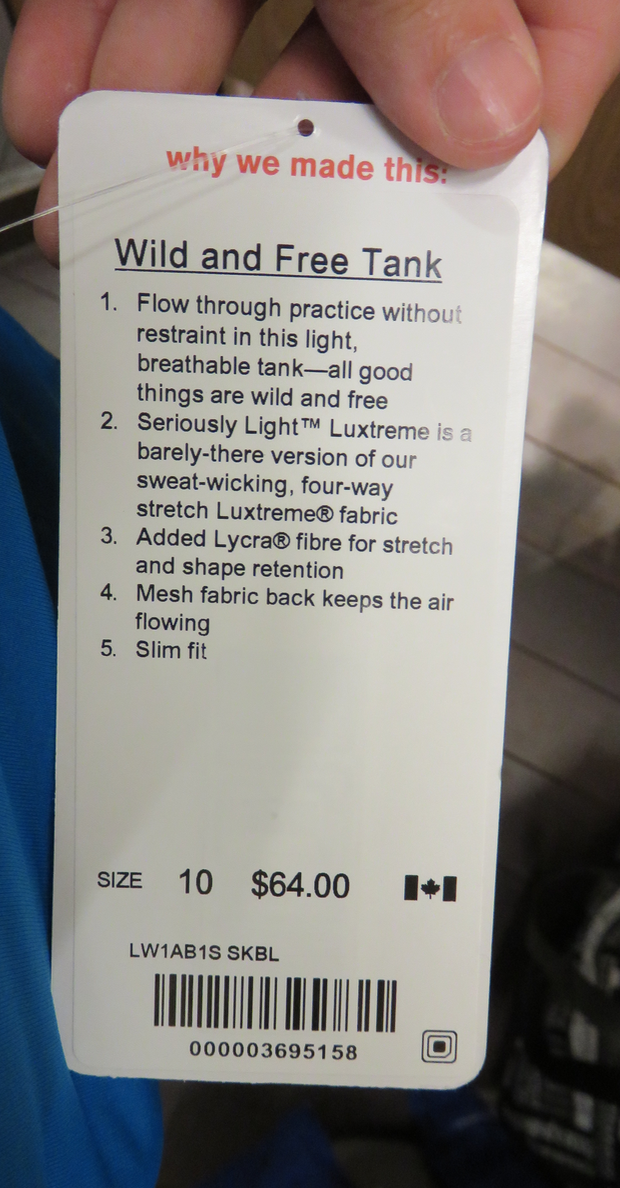 why we made this:
Wild and Free Tank
1. Flow through practice without
restraint in this light,
breathable tank—all good
things are wild and free
2. Seriously Light™ Luxtreme is a
barely-there version of our
sweat-wicking, four-way
stretch Luxtreme® fabric
3. Added Lycra® fibre for stretch
and shape retention
4. Mesh fabric back keeps the air
flowing
5. Slim fit
SIZE 10 $64.00
LW1AB1S SKBL
000003695158